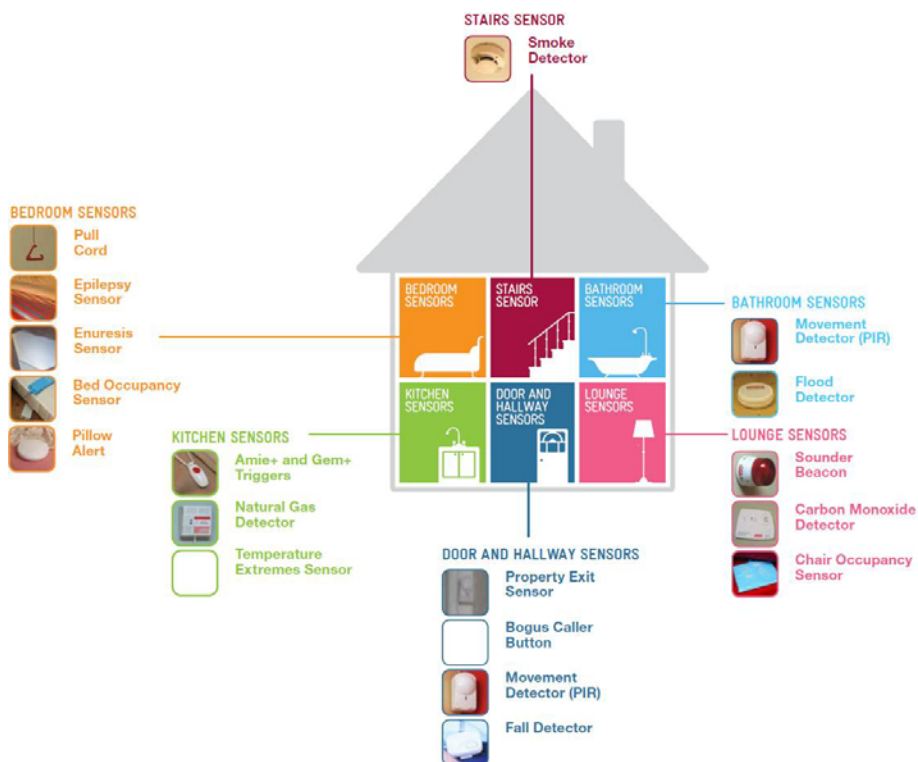 STAIRS SENSOR
Smoke
Detector
BEDROOM SENSORS
Pull
Cord
Epilepsy
Sensor
Enuresis
Sensor
Bed Occupancy
Sensor
Pillow
Alert
BEDROOM
SENSORS
STAIRS
SENSOR
BATHROOM
SENSORS
KITCHEN
SENSORS
DOOR AND
HALLWAY
SENSORS
LOUNGE
SENSORS
BATHROOM SENSORS
Movement
Detector (PIR)
Flood
Detector
KITCHEN SENSORS
Amie+ and Gem+
Triggers
Natural Gas
Detector
Temperature
Extremes Sensor
LOUNGE SENSORS
Sounder
Beacon
Carbon Monoxide
Detector
Chair Occupancy
Sensor
DOOR AND HALLWAY SENSORS
Property Exit
Sensor
Bogus Caller
Button
Movement
Detector (PIR)
Fall Detector